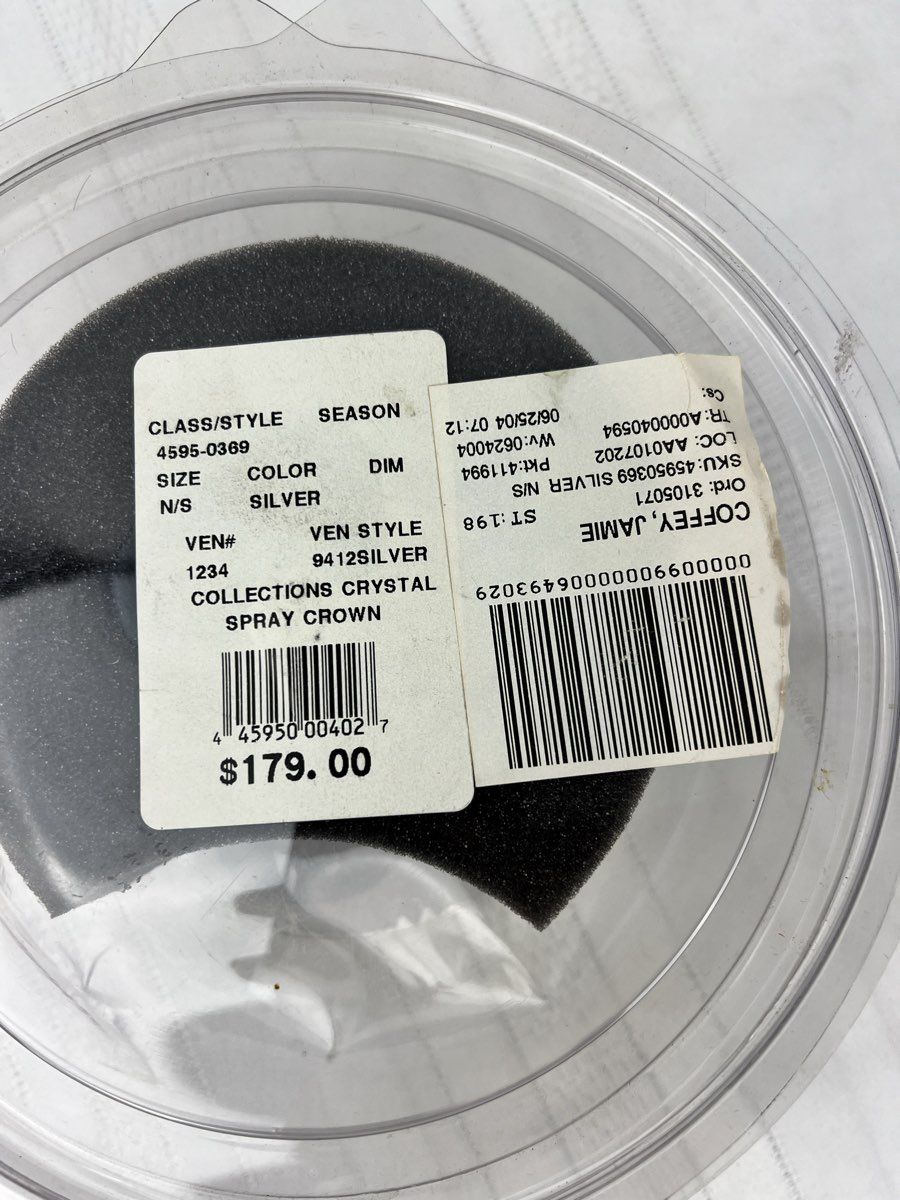 CLASS/STYLE SEASON
4595-0369
SIZE COLOR DIM
N/S SILVER
VEN# VEN STYLE
1234 9412SILVER
COLLECTIONS CRYSTAL
SPRAY CROWN
4 45950 00402 7
$179.00
00000990000006493029
COFFEY, JAMIE
Ord: 3105071 ST:198
SKU:45950369 SILVER N/S
LOC: AA0107202 Pkt:411994
TR:A000040594 Wv:0624004
Cs: 06/25/04 07:12